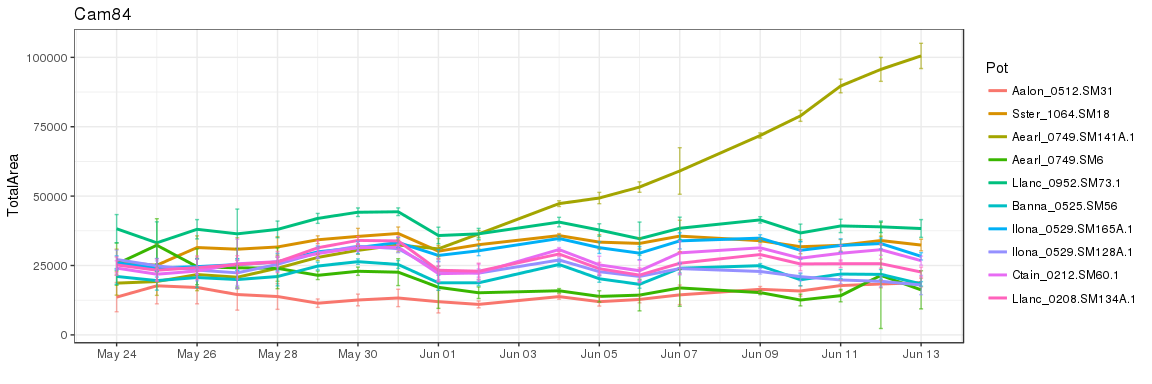 Cam84
TotalArea
100000
75000
50000
25000
0
May 24 May 26 May 28 May 30 Jun 01 Jun 03 Jun 05 Jun 07 Jun 09 Jun 11 Jun 13
Pot
Aalon_0512.SM31
Sster_1064.SM18
Aearl_0749.SM141A.1
Aearl_0749.SM6
Llanc_0952.SM73.1
Banna_0525.SM56
Ilona_0529.SM165A.1
Ilona_0529.SM128A.1
Ctain_0212.SM60.1
Llanc_0208.SM134A.1